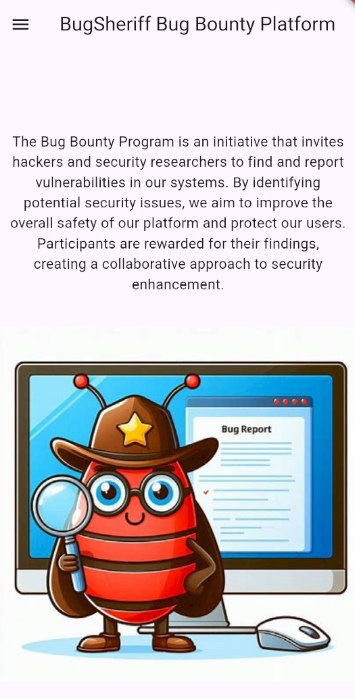 BugSheriff Bug Bounty Platform
The Bug Bounty Program is an initiative that invites
hackers and security researchers to find and report
vulnerabilities in our systems. By identifying
potential security issues, we aim to improve the
overall safety of our platform and protect our users.
Participants are rewarded for their findings,
creating a collaborative approach to security
enhancement.
Bug Report